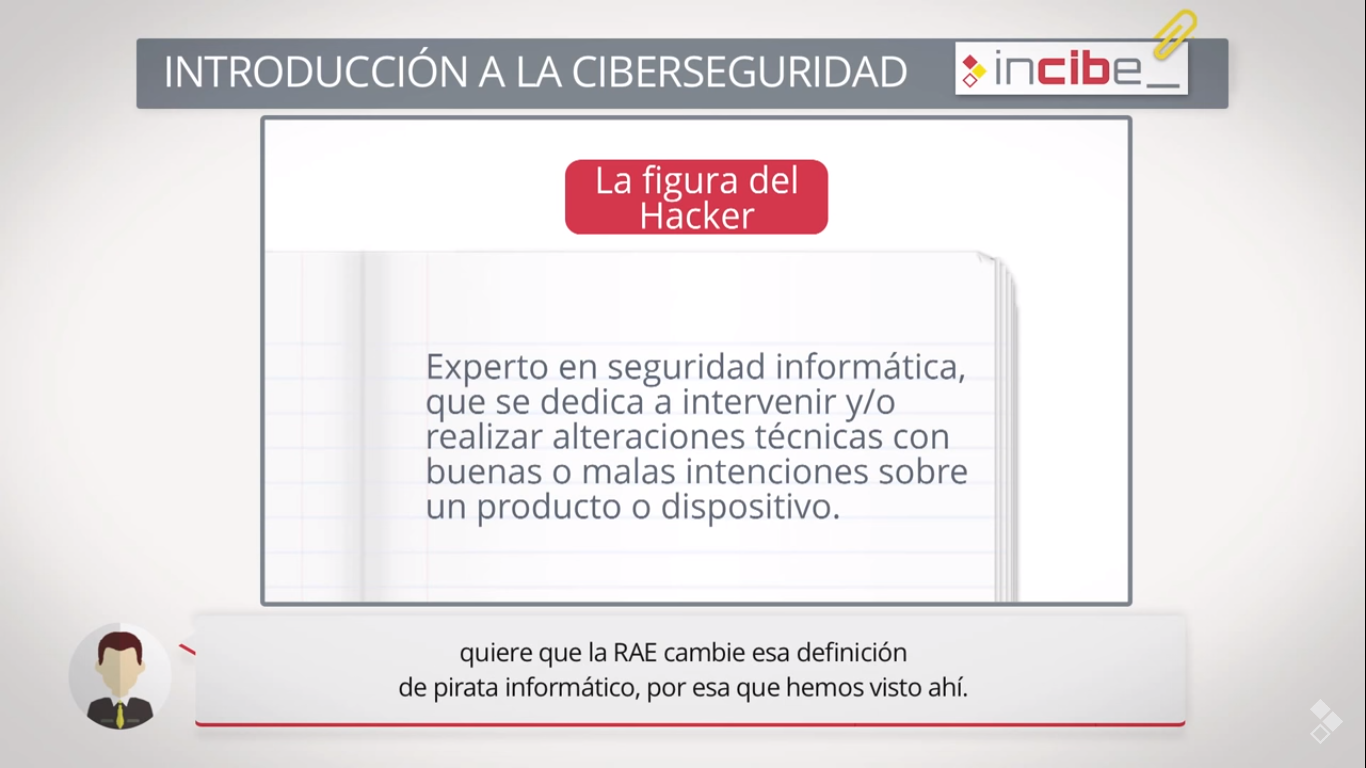 INTRODUCCIÓN A LA CIBERSEGURIDAD
incibe_
La figura del
Hacker
Experto en seguridad informática,
que se dedica a intervenir y/o
realizar alteraciones técnicas con
buenas o malas intenciones sobre
un producto o dispositivo.
quiere que la RAE cambie esa definición
de pirata informático, por esa que hemos visto ahí.